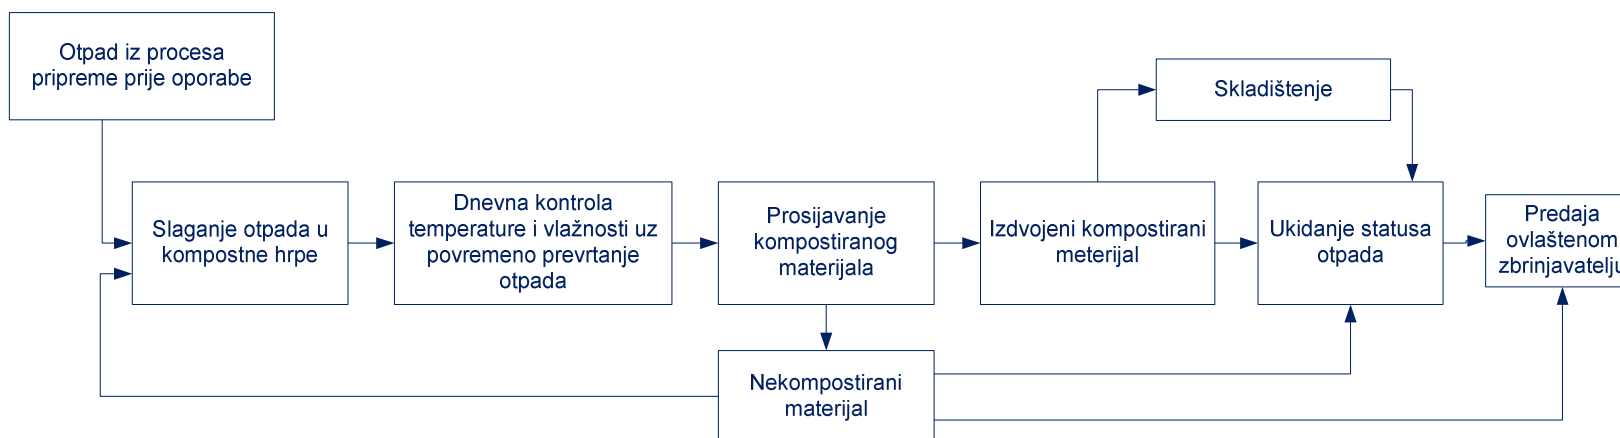 Otpad iz procesa
pripreme prije oporabe
Skladištenje
Slaganje otpada u
kompostne hrpe
Dnevna kontrola
temperature i vlažnosti uz
povremeno prevrtanje
otpada
Prosijavanje
kompostiranog
materijala
Izdvojeni kompostirani
meterijal
Ukidanje statusa
otpada
Predaja
ovlaštenom
zbrinjavatelju
Nekompostirani
materijal